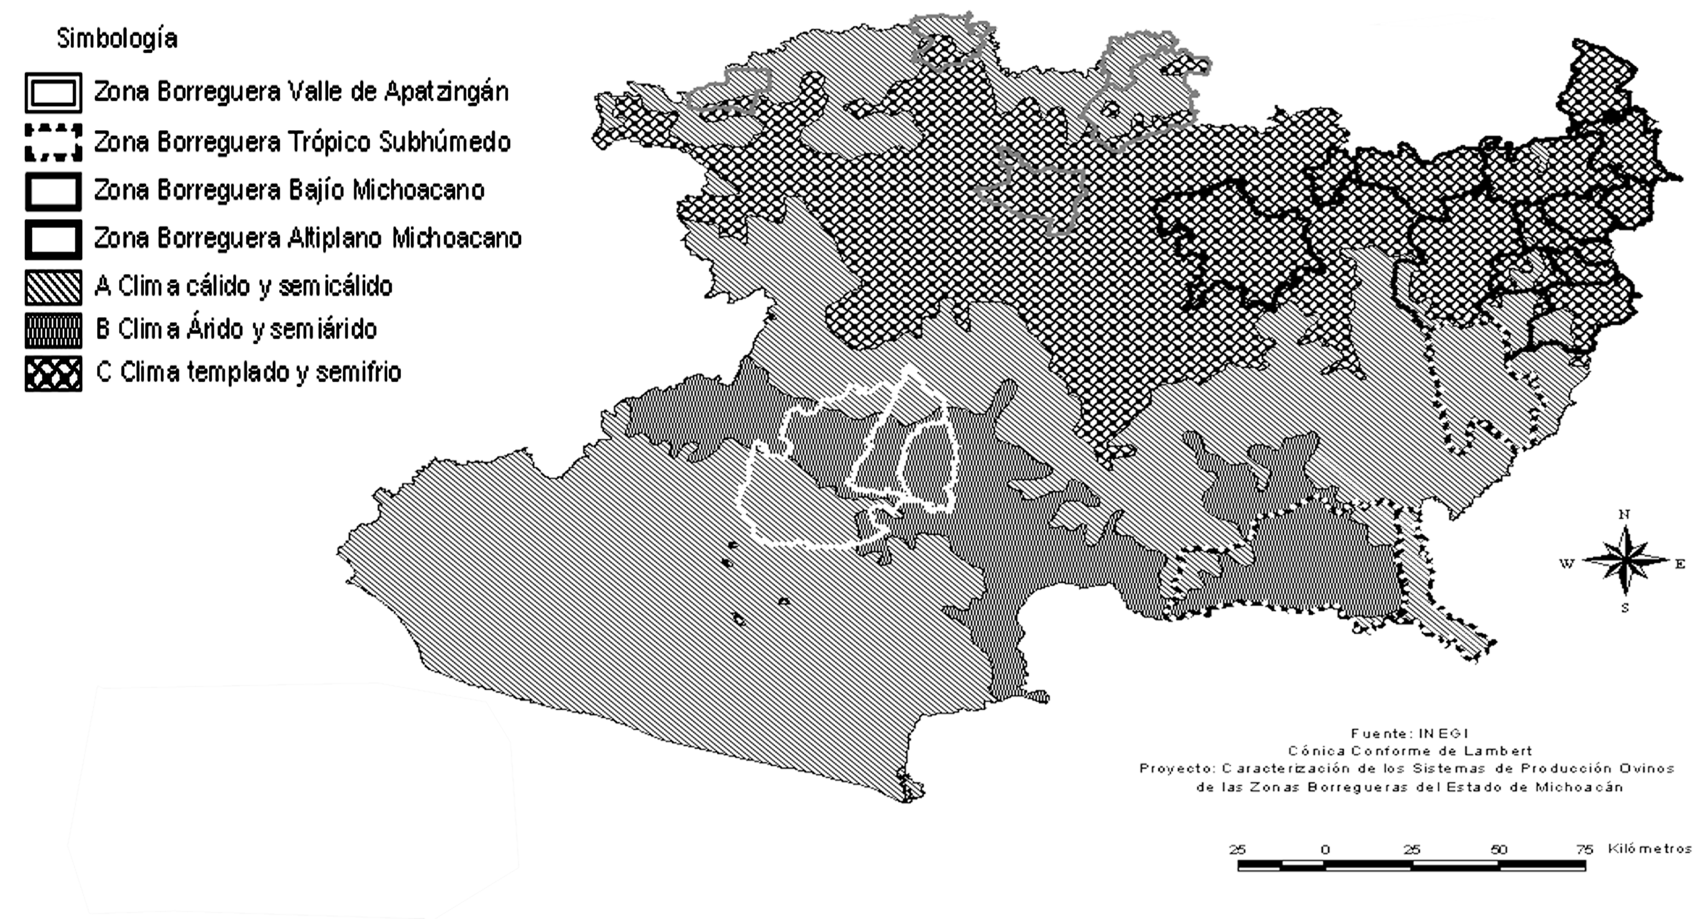 Simbología
Zona Borreguera Valle de Apatzingán
Zona Borreguera Trópico Subhúmedo
Zona Borreguera Bajío Michoacano
Zona Borreguera Altiplano Michoacano
A Clima cálido y semicálido
B Clima Árido y semiárido
C Clima templado y semifrio
N
W E
S
Fuente: INEGI
Cónica Conforme de Lambert
Proyecto: Caracterización de los Sistemas de Producción Ovinos
de las Zonas Borregueras del Estado de Michoacán
25 0 25 50 75 Kilómetros